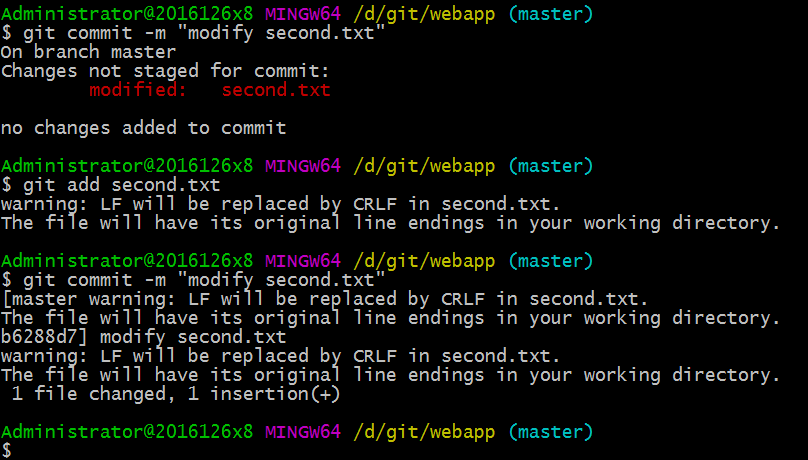 Administrator@2016126x8 MINGW64 /d/git/webapp (master)
$ git commit -m "modify second.txt"
On branch master
Changes not staged for commit:
        modified:   second.txt

no changes added to commit

Administrator@2016126x8 MINGW64 /d/git/webapp (master)
$ git add second.txt
warning: LF will be replaced by CRLF in second.txt.
The file will have its original line endings in your working directory.

Administrator@2016126x8 MINGW64 /d/git/webapp (master)
$ git commit -m "modify second.txt"
[master warning: LF will be replaced by CRLF in second.txt.
The file will have its original line endings in your working directory.
b6288d7] modify second.txt
warning: LF will be replaced by CRLF in second.txt.
The file will have its original line endings in your working directory.
 1 file changed, 1 insertion(+)

Administrator@2016126x8 MINGW64 /d/git/webapp (master)
$